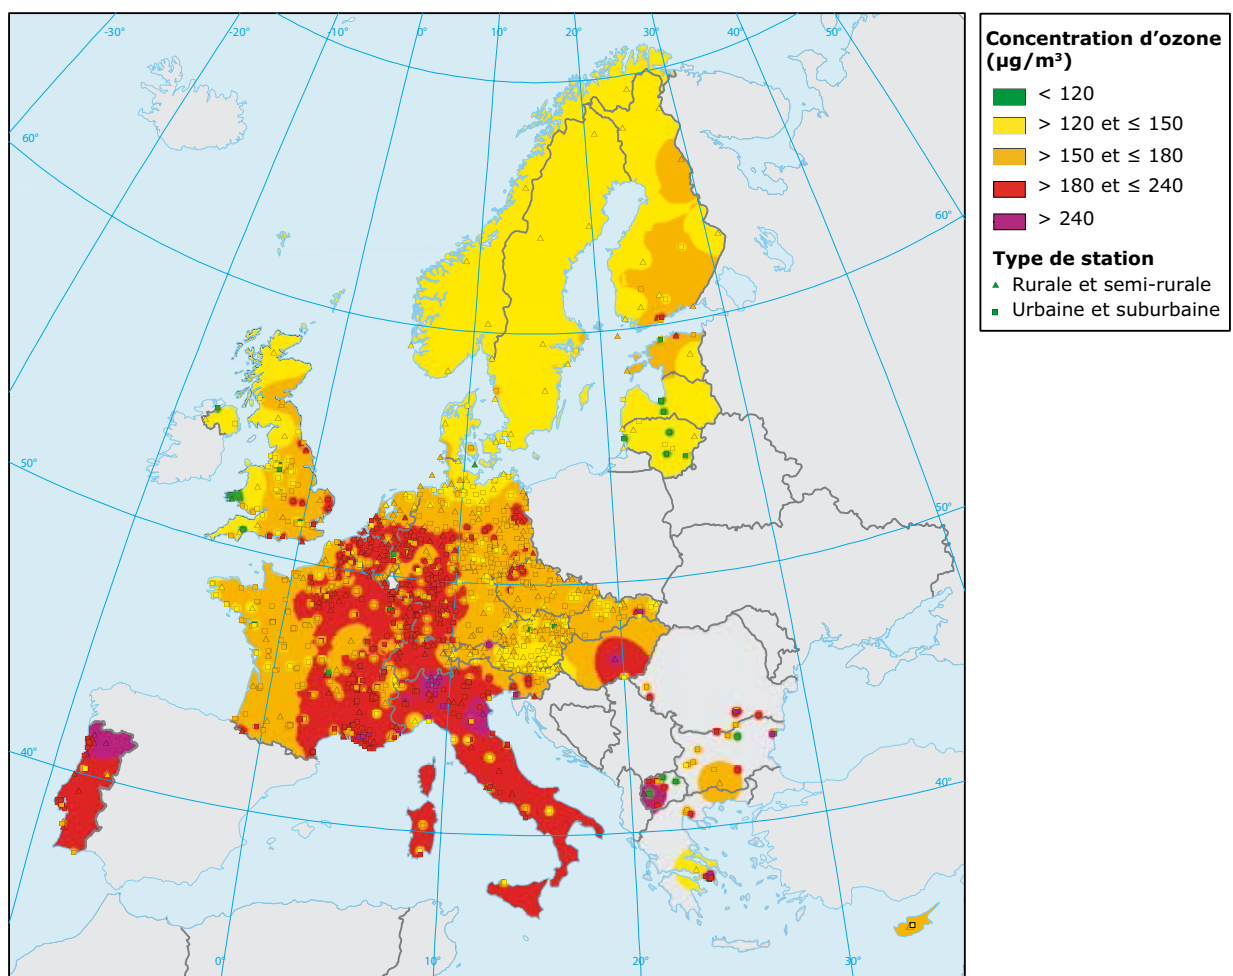 -30°
-20°
-10°
0°
10°
20°
30°
40°
50°
60°
60°
50°
50°
40°
40°
0°
10°
20°
30°
Concentration d’ozone
(µg/m³)
< 120
> 120 et ≤ 150
> 150 et ≤ 180
> 180 et ≤ 240
> 240
Type de station
Rurale et semi-rurale
Urbaine et suburbaine